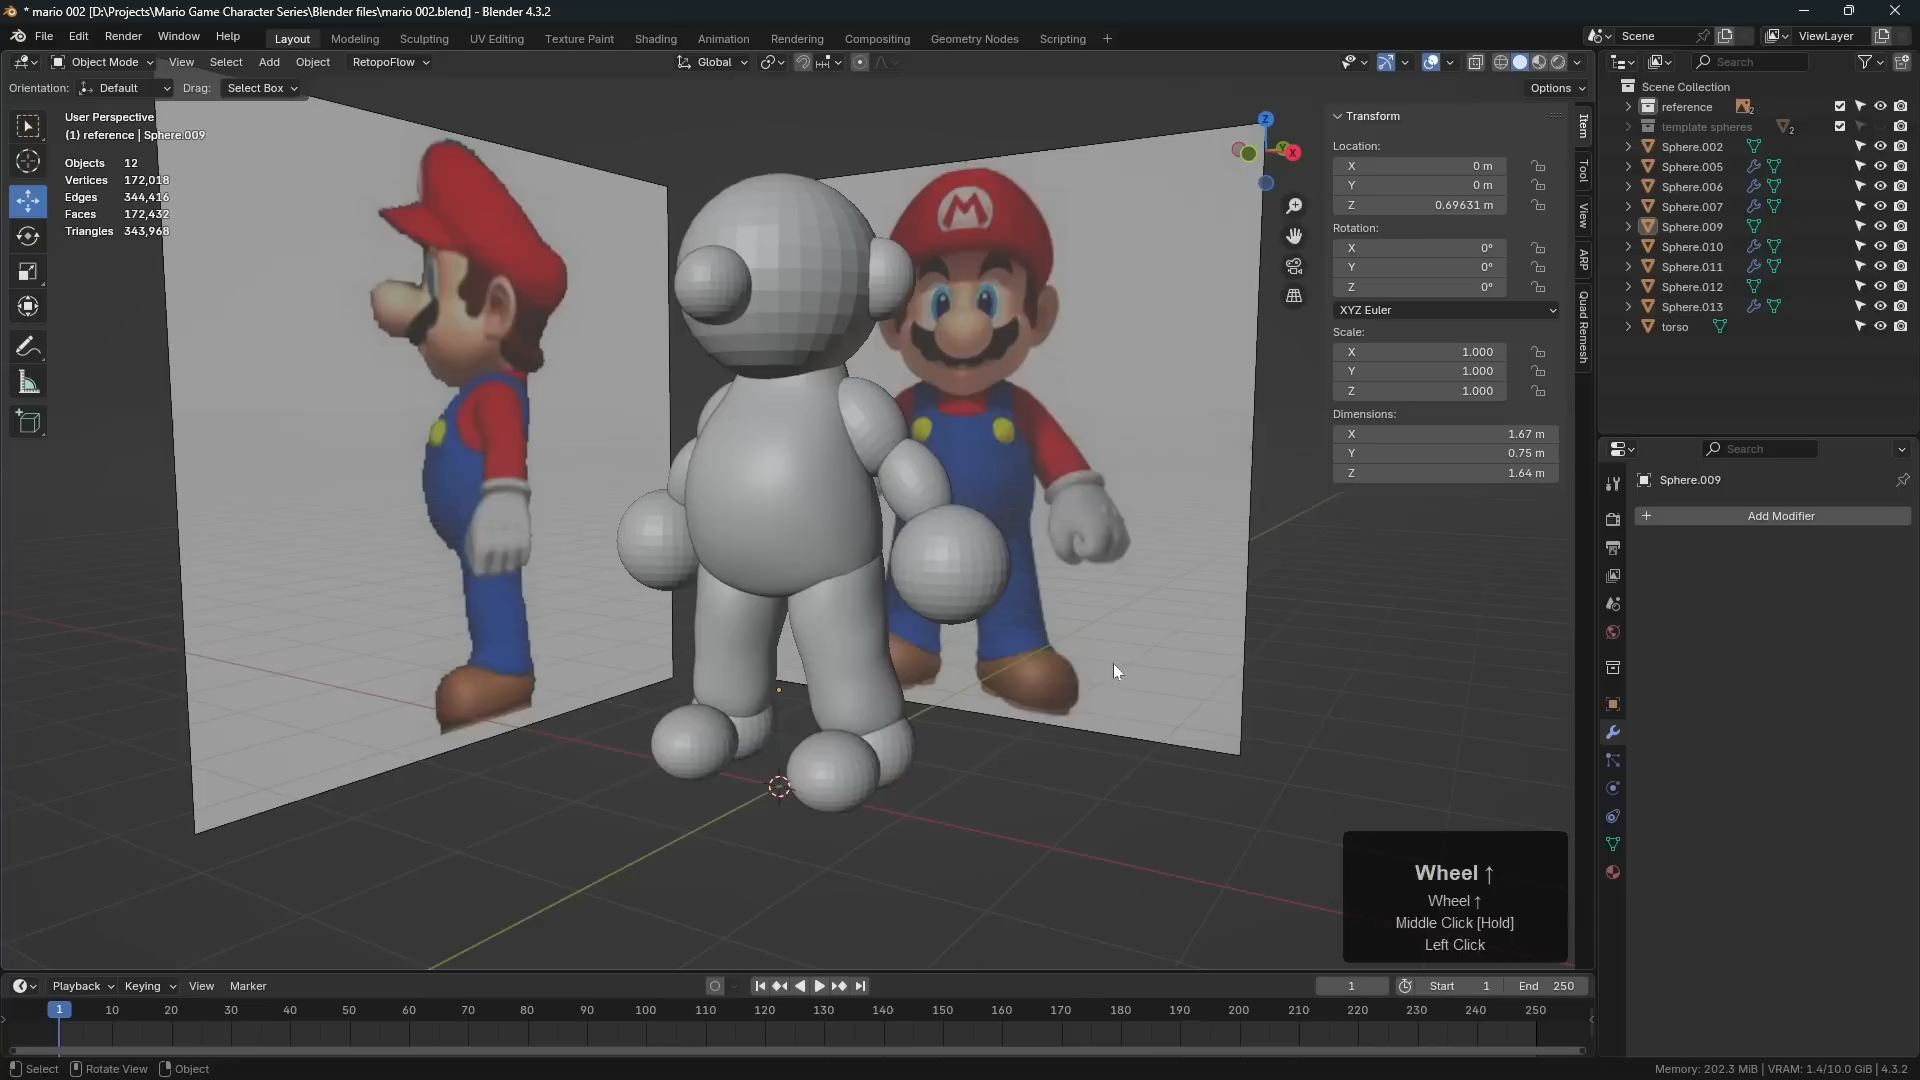 * mario 002 [D:\Projects\Mario Game Character Series\Blender files\mario 002.blend] - Blender 4.3.2
File Edit Render Window Help Layout Modeling Sculpting UV Editing Texture Paint Shading Animation Rendering Compositing Geometry Nodes Scripting + Scene ViewLayer
Object Mode View Select Add Object RetopoFlow Global Search
Orientation: Default Drag: Select Box Options
User Perspective
(1) reference | Sphere.009
Objects 12
Vertices 172,018
Edges 344,416
Faces 172,432
Triangles 343,968
M
Z
Y
X
Transform
Location:
X 0 m
Y 0 m
Z 0.69631 m
Rotation:
X 0°
Y 0°
Z 0°
XYZ Euler
Scale:
X 1.000
Y 1.000
Z 1.000
Dimensions:
X 1.67 m
Y 0.75 m
Z 1.64 m
Item
Tool
View
ARP
Quad Remesh
Scene Collection
reference 2
template spheres 2
Sphere.002
Sphere.005
Sphere.006
Sphere.007
Sphere.009
Sphere.010
Sphere.011
Sphere.012
Sphere.013
torso
Search
Sphere.009
+ Add Modifier
Wheel ↑
Wheel ↑
Middle Click [Hold]
Left Click
Playback Keying View Marker 1 Start 1 End 250
1 10 20 30 40 50 60 70 80 90 100 110 120 130 140 150 160 170 180 190 200 210 220 230 240 250
Select Rotate View Object Memory: 202.3 MiB | VRAM: 1.4/10.0 GiB | 4.3.2